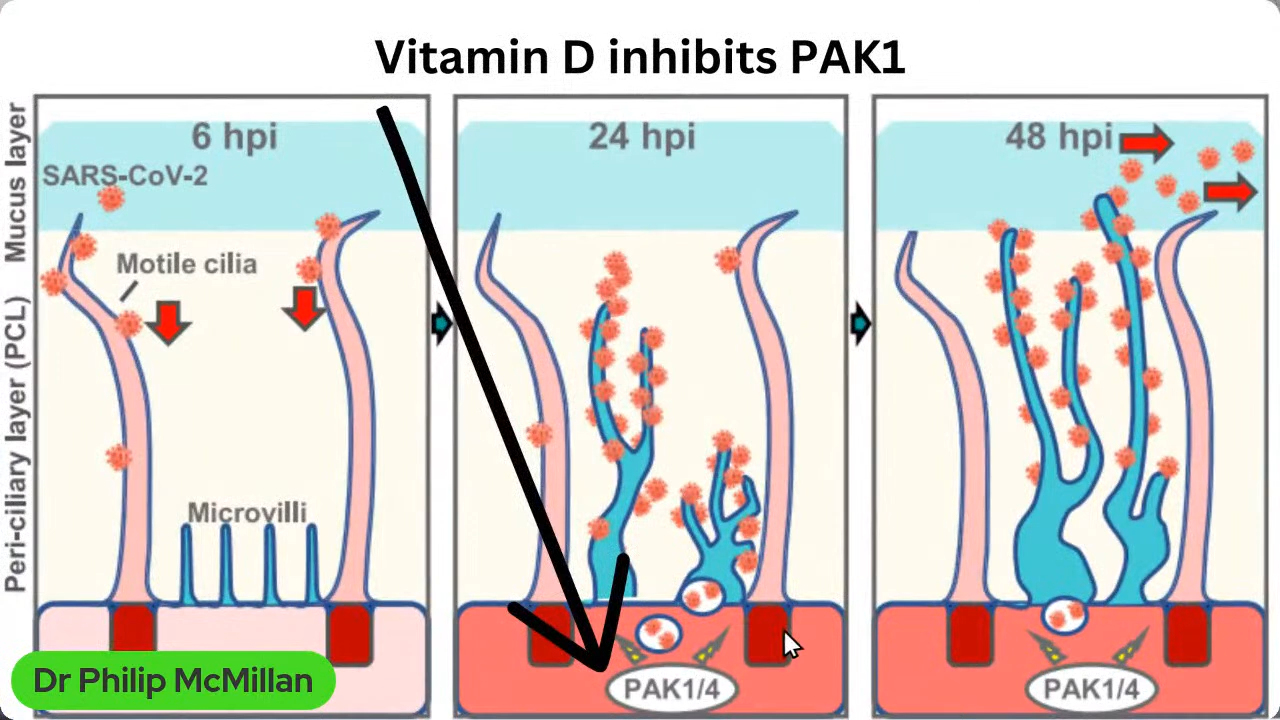 Vitamin D inhibits PAK1
Mucus layer
Peri-ciliary layer (PCL)
6 hpi
SARS-CoV-2
Motile cilia
Microvilli
24 hpi
PAK1/4
48 hpi
PAK1/4
Dr Philip McMillan